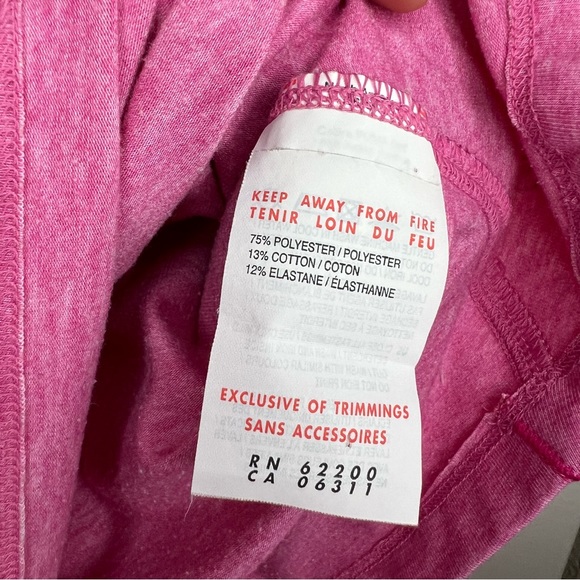 KEEP AWAY FROM FIRE
TENIR LOIN DU FEU
75% POLYESTER / POLYESTER
13% COTTON / COTON
12% ELASTANE / ÉLASTHANNE
EXCLUSIVE OF TRIMMINGS
SANS ACCESSOIRES
RN 62200
CA 06311